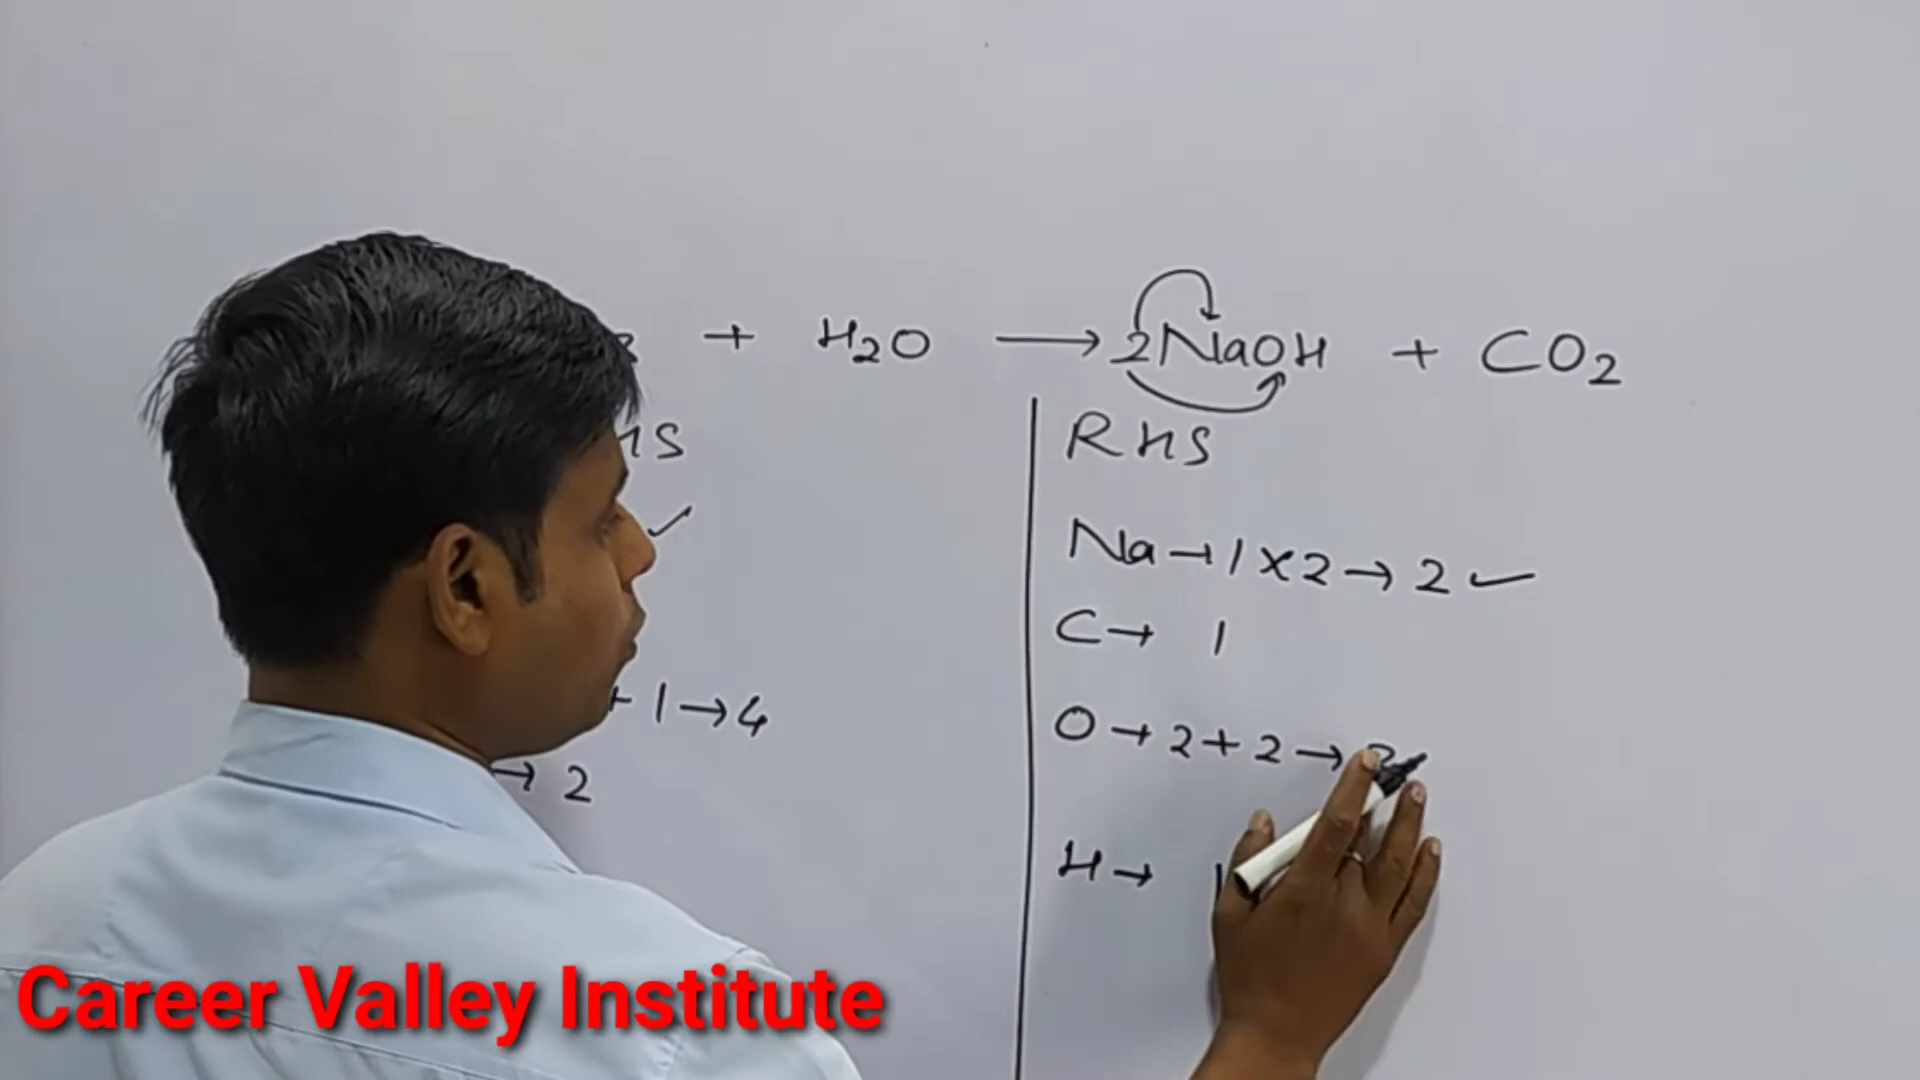 + H2O → 2NaOH + CO2
HS
RHS
✓
Na → 1 × 2 → 2 ✓
C → 1
+ 1 → 4
O → 2 + 2 →
→ 2
H → 1
Career Valley Institute